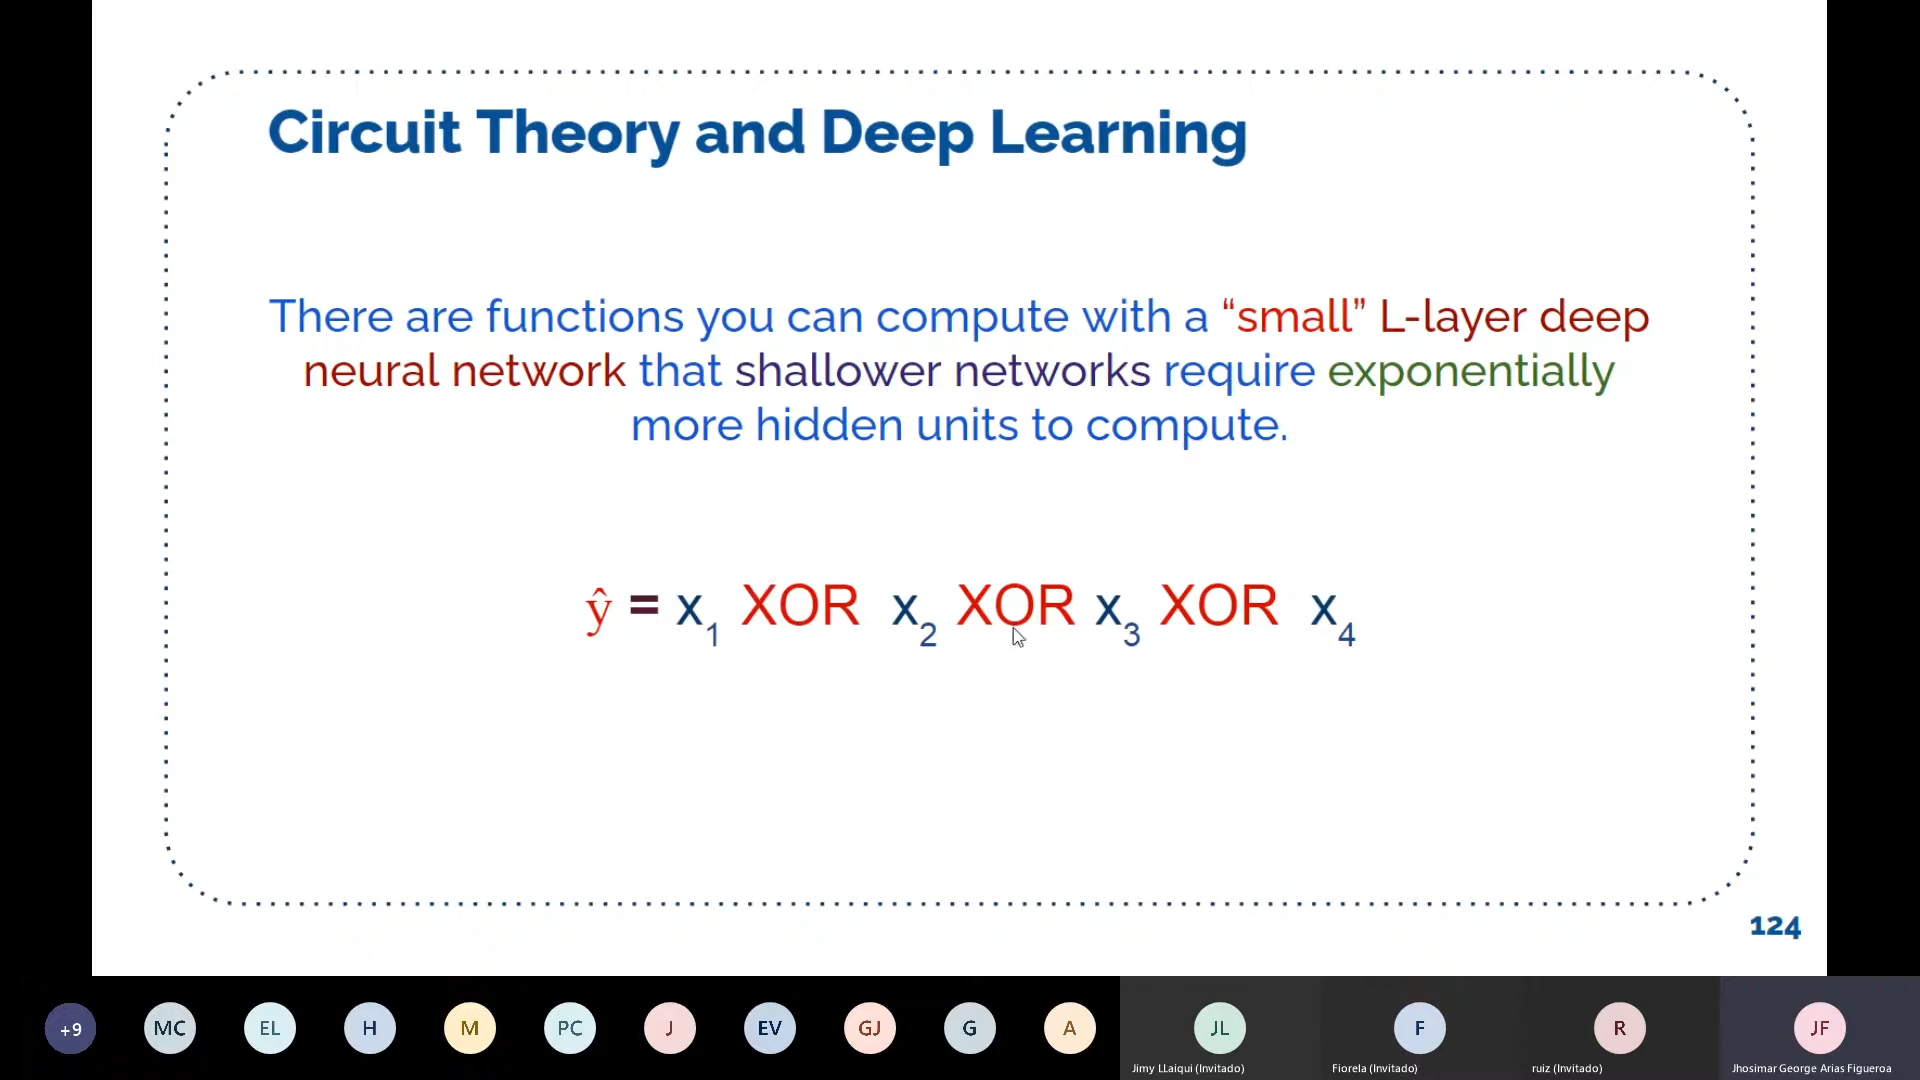 Circuit Theory and Deep Learning
There are functions you can compute with a “small” L-layer deep
neural network that shallower networks require exponentially
more hidden units to compute.
ŷ = x1 XOR x2 XOR x3 XOR x4
124
+9 MC EL H M PC J EV GJ G A JL F R JF
Jimy LLaiqui (Invitado) Fiorela (Invitado) ruiz (Invitado) Jhosimar George Arias Figueroa